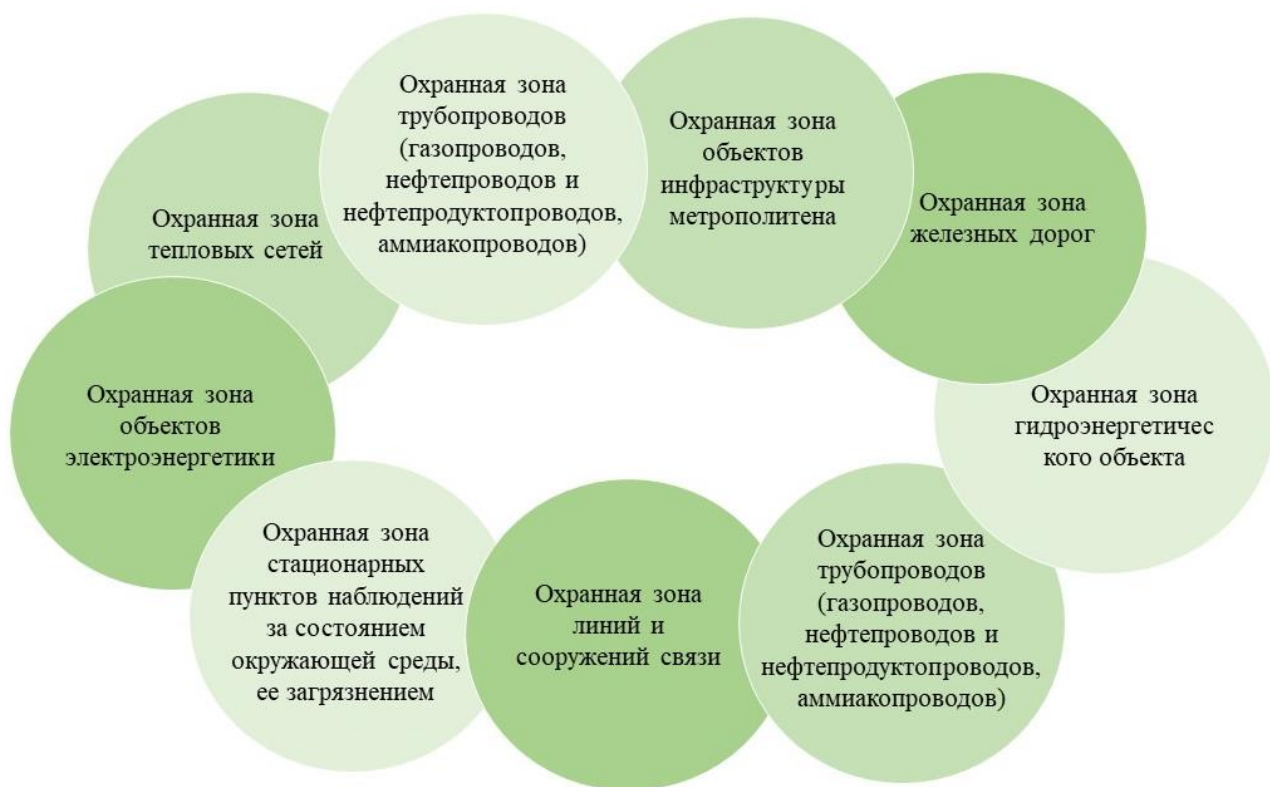 Охранная зона
трубопроводов
(газопроводов,
нефтепроводов и
нефтепродуктопроводов,
аммиакопроводов)
Охранная зона
объектов
инфраструктуры
метрополитена
Охранная зона
железных дорог
Охранная зона
тепловых сетей
Охранная зона
объектов
электроэнергетики
Охранная зона
гидроэнергетичес
кого объекта
Охранная зона
стационарных
пунктов наблюдений
за состоянием
окружающей среды,
ее загрязнением
Охранная зона
линий и
сооружений связи
Охранная зона
трубопроводов
(газопроводов,
нефтепроводов и
нефтепродуктопроводов,
аммиакопроводов)